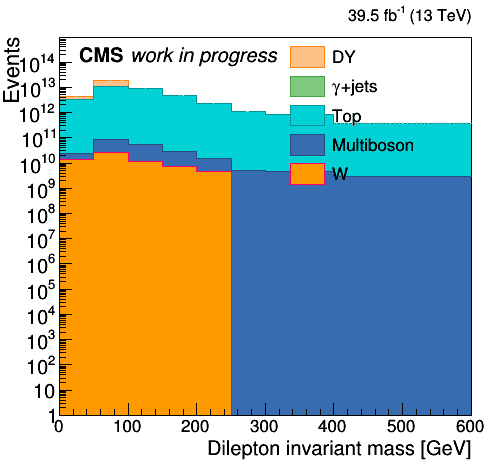 39.5 fb⁻¹ (13 TeV)
Events
CMS work in progress
DY
γ+jets
Top
Multiboson
W
10¹⁴
10¹³
10¹²
10¹¹
10¹⁰
10⁹
10⁸
10⁷
10⁶
10⁵
10⁴
10³
10²
10
1
0 100 200 300 400 500 600
Dilepton invariant mass [GeV]